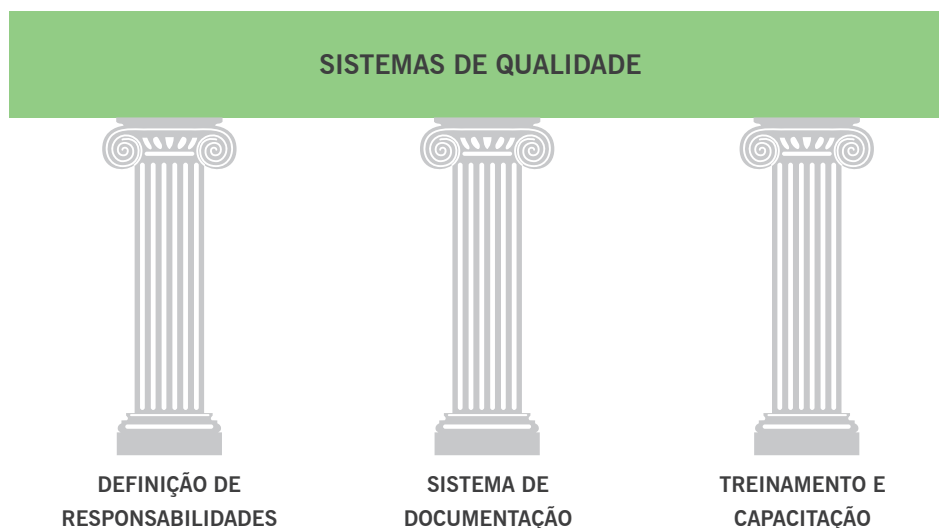 SISTEMAS DE QUALIDADE
DEFINIÇÃO DE
RESPONSABILIDADES
SISTEMA DE
DOCUMENTAÇÃO
TREINAMENTO E
CAPACITAÇÃO